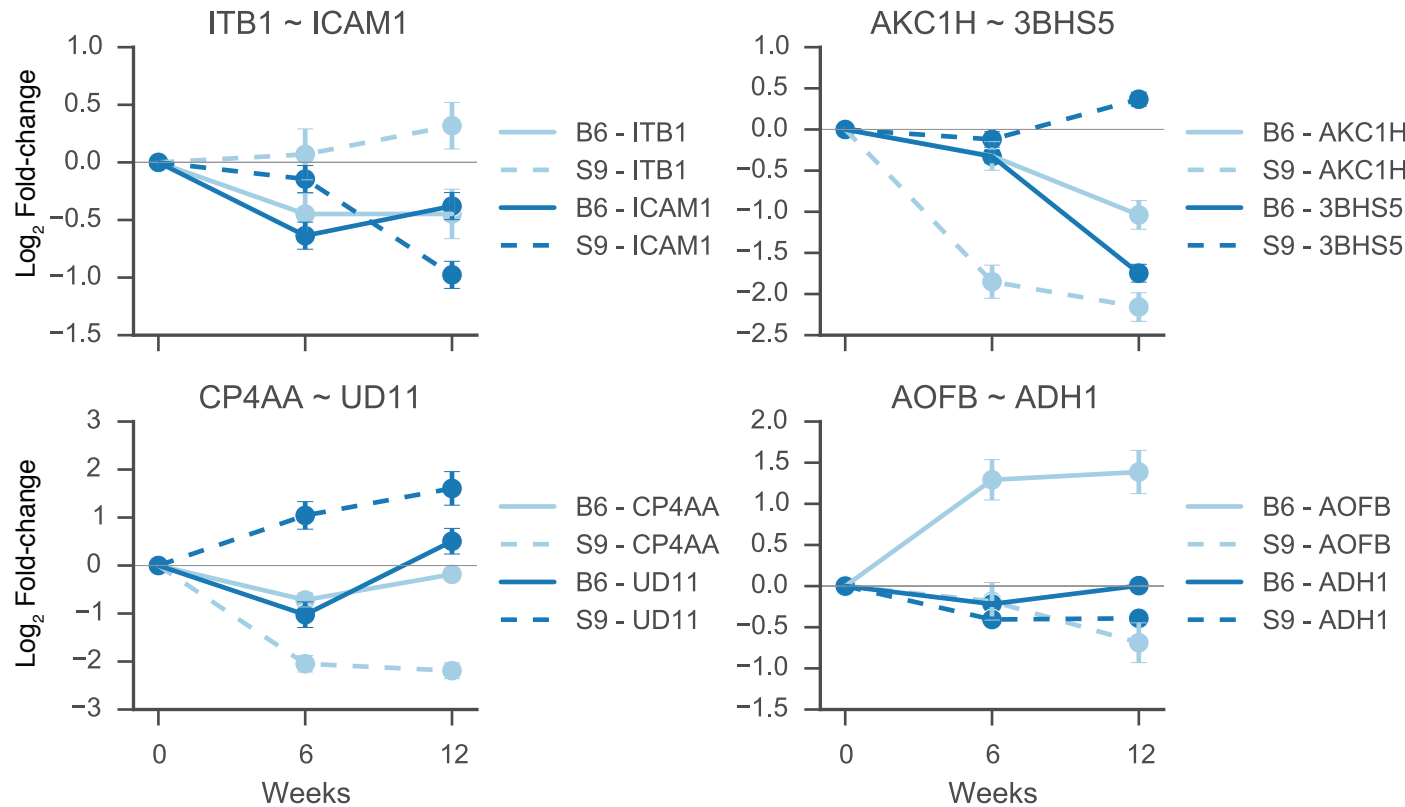 ITB1 ~ ICAM1
Log2 Fold-change
1.0
0.5
0.0
−0.5
−1.0
−1.5
B6 - ITB1
S9 - ITB1
B6 - ICAM1
S9 - ICAM1
AKC1H ~ 3BHS5
1.0
0.5
0.0
−0.5
−1.0
−1.5
−2.0
−2.5
B6 - AKC1H
S9 - AKC1H
B6 - 3BHS5
S9 - 3BHS5
CP4AA ~ UD11
Log2 Fold-change
3
2
1
0
−1
−2
−3
0 6 12
Weeks
B6 - CP4AA
S9 - CP4AA
B6 - UD11
S9 - UD11
AOFB ~ ADH1
2.0
1.5
1.0
0.5
0.0
−0.5
−1.0
−1.5
0 6 12
Weeks
B6 - AOFB
S9 - AOFB
B6 - ADH1
S9 - ADH1